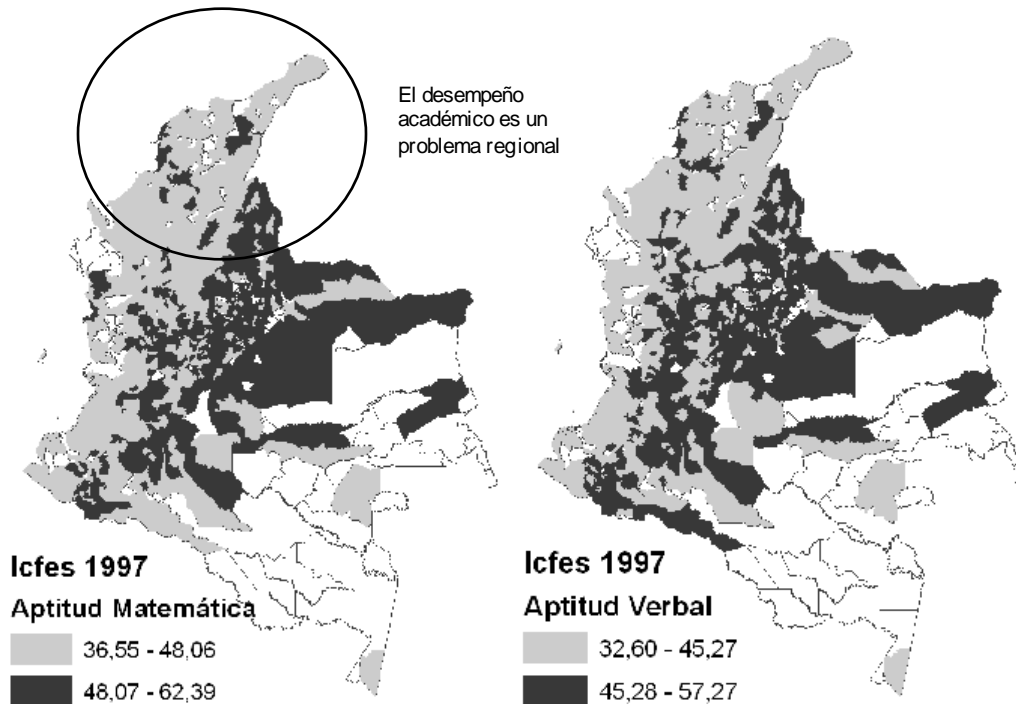 El desempeño
académico es un
problema regional
Icfes 1997
Aptitud Matemática
36,55 - 48,06
48,07 - 62,39
Icfes 1997
Aptitud Verbal
32,60 - 45,27
45,28 - 57,27